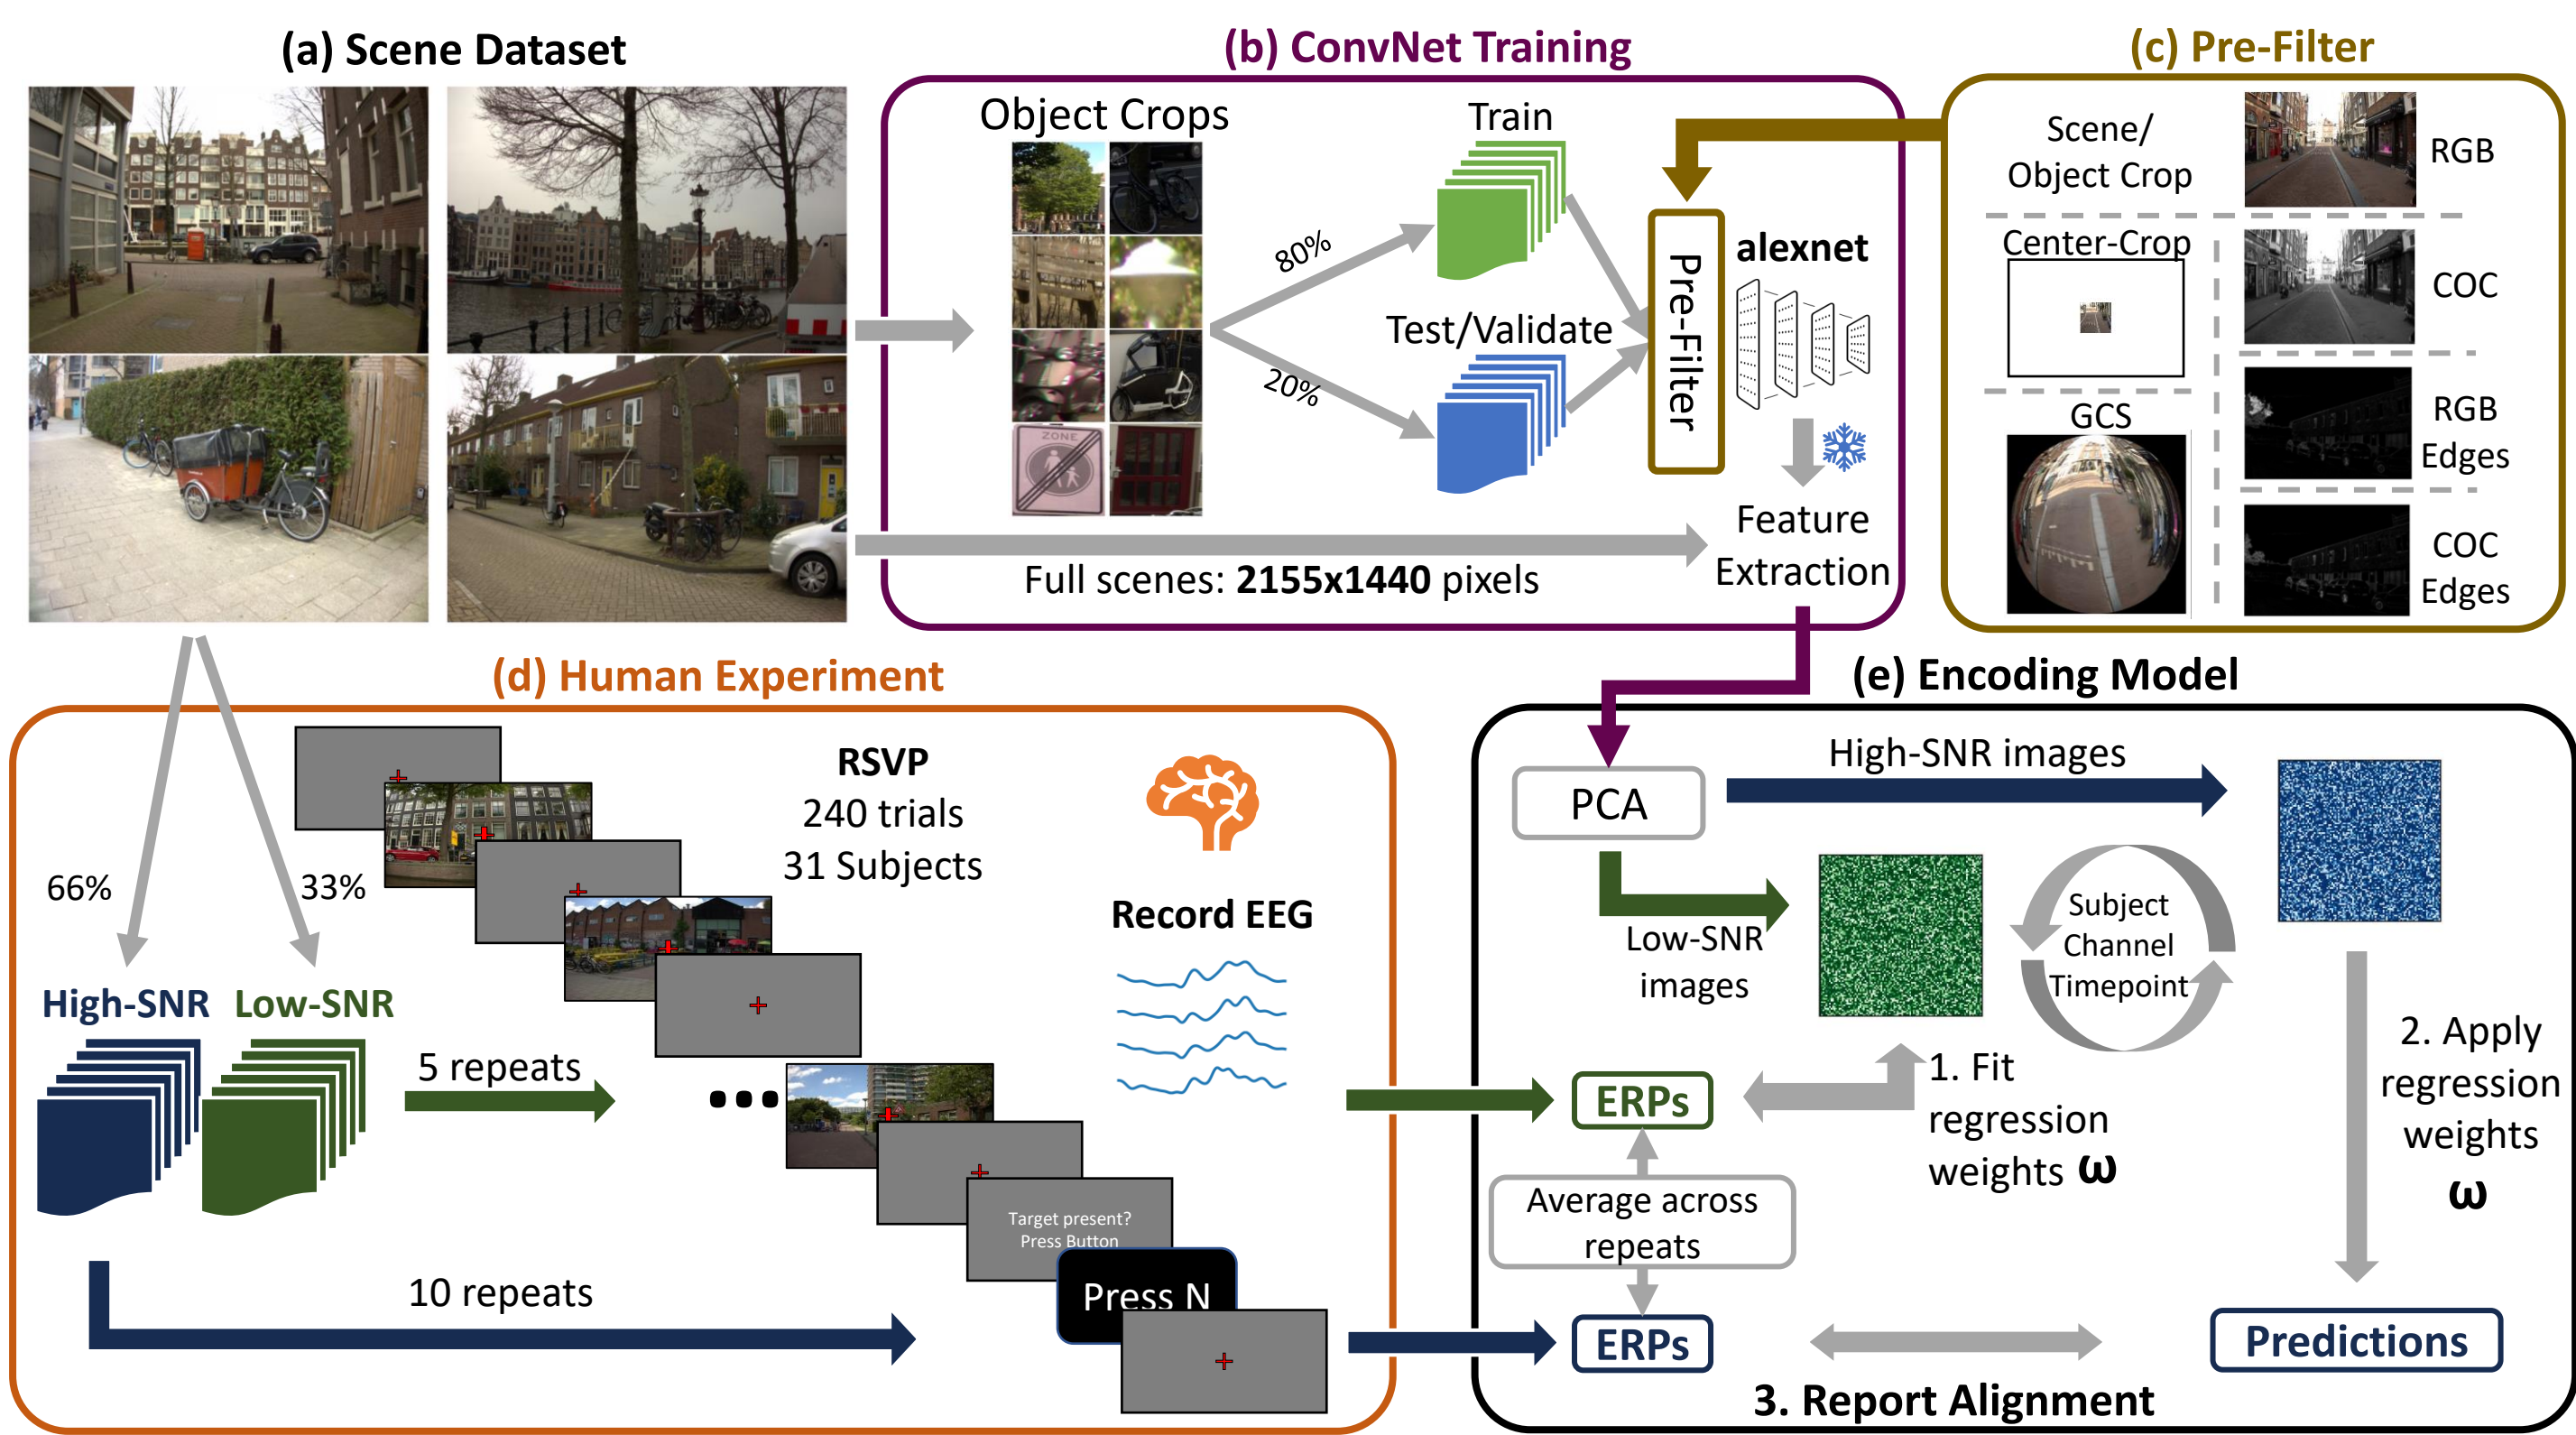 (a) Scene Dataset
(b) ConvNet Training
Object Crops
ZONE
80%
20%
Train
Test/Validate
Pre-Filter
alexnet
Feature
Extraction
Full scenes: 2155x1440 pixels
(c) Pre-Filter
Scene/
Object Crop
Center-Crop
GCS
RGB
COC
RGB
Edges
COC
Edges
(d) Human Experiment
66%
33%
High-SNR
Low-SNR
5 repeats
10 repeats
RSVP
240 trials
31 Subjects
Record EEG
Target present?
Press Button
Press N
(e) Encoding Model
PCA
High-SNR images
Low-SNR
images
Subject
Channel
Timepoint
ERPs
1. Fit
regression
weights ω
2. Apply
regression
weights
ω
Average across
repeats
ERPs
Predictions
3. Report Alignment